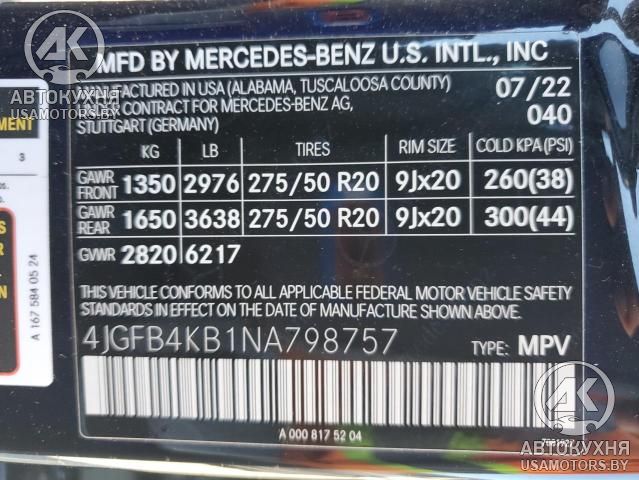 MFD BY MERCEDES-BENZ U.S. INTL., INC
UFACTURED IN USA (ALABAMA, TUSCALOOSA COUNTY) 07/22
UNDER CONTRACT FOR MERCEDES-BENZ AG, 040
STUTTGART (GERMANY)
KG LB TIRES RIM SIZE COLD KPA(PSI)
GAWR FRONT 1350 2976 275/50 R20 9Jx20 260(38)
GAWR REAR 1650 3638 275/50 R20 9Jx20 300(44)
GVWR 2820 6217
THIS VEHICLE CONFORMS TO ALL APPLICABLE FEDERAL MOTOR VEHICLE SAFETY
STANDARDS IN EFFECT ON THE DATE OF MANUFACTURE SHOWN ABOVE.
4JGFB4KB1NA798757 TYPE: MPV
A 000 817 52 04
MENT
3
A 167 584 05 24
AK
АВТОКУХНЯ
USAMOTORS.BY
AK
АВТОКУХНЯ
USAMOTORS.BY